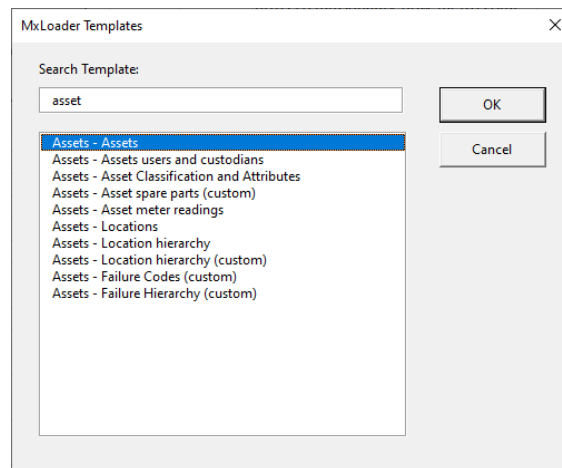 MxLoader Templates
Search Template:
asset
OK
Cancel
Assets - Assets
Assets - Assets users and custodians
Assets - Asset Classification and Attributes
Assets - Asset spare parts (custom)
Assets - Asset meter readings
Assets - Locations
Assets - Location hierarchy
Assets - Location hierarchy (custom)
Assets - Failure Codes (custom)
Assets - Failure Hierarchy (custom)